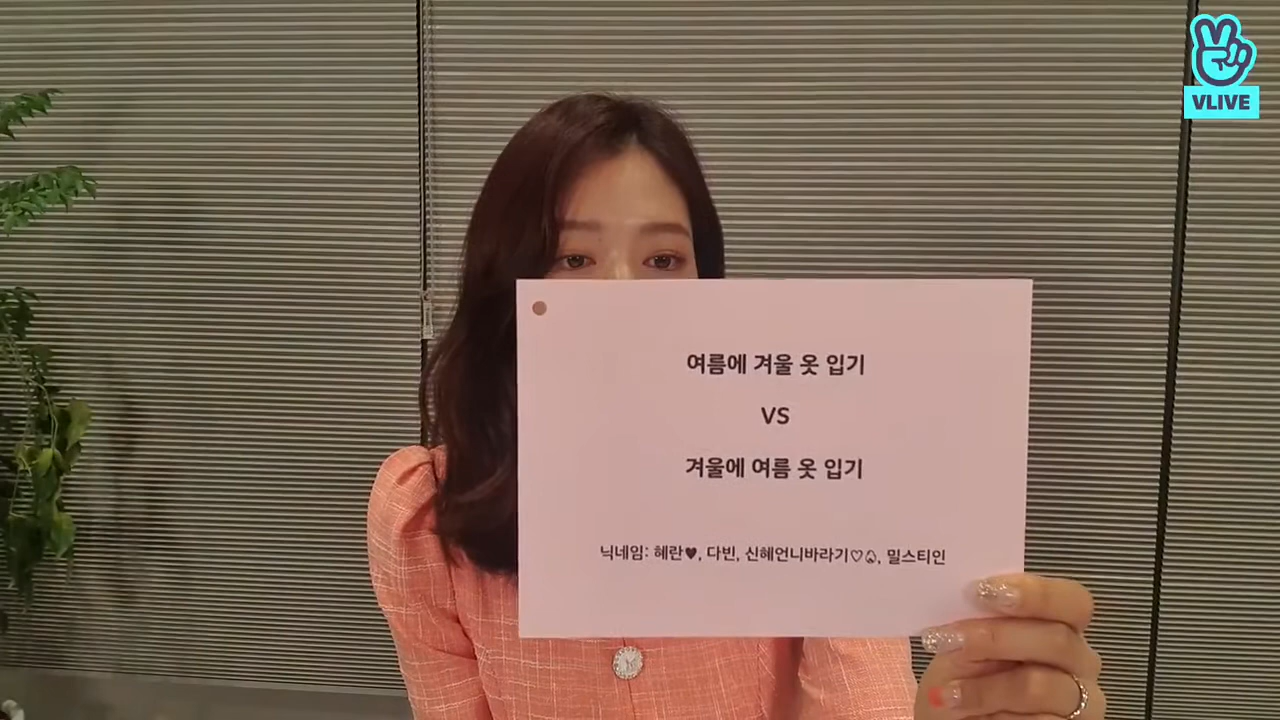 VLIVE
여름에 겨울 옷 입기
VS
겨울에 여름 옷 입기
닉네임: 혜란♥, 다빈, 신혜언니바라기♡, 밀스티인